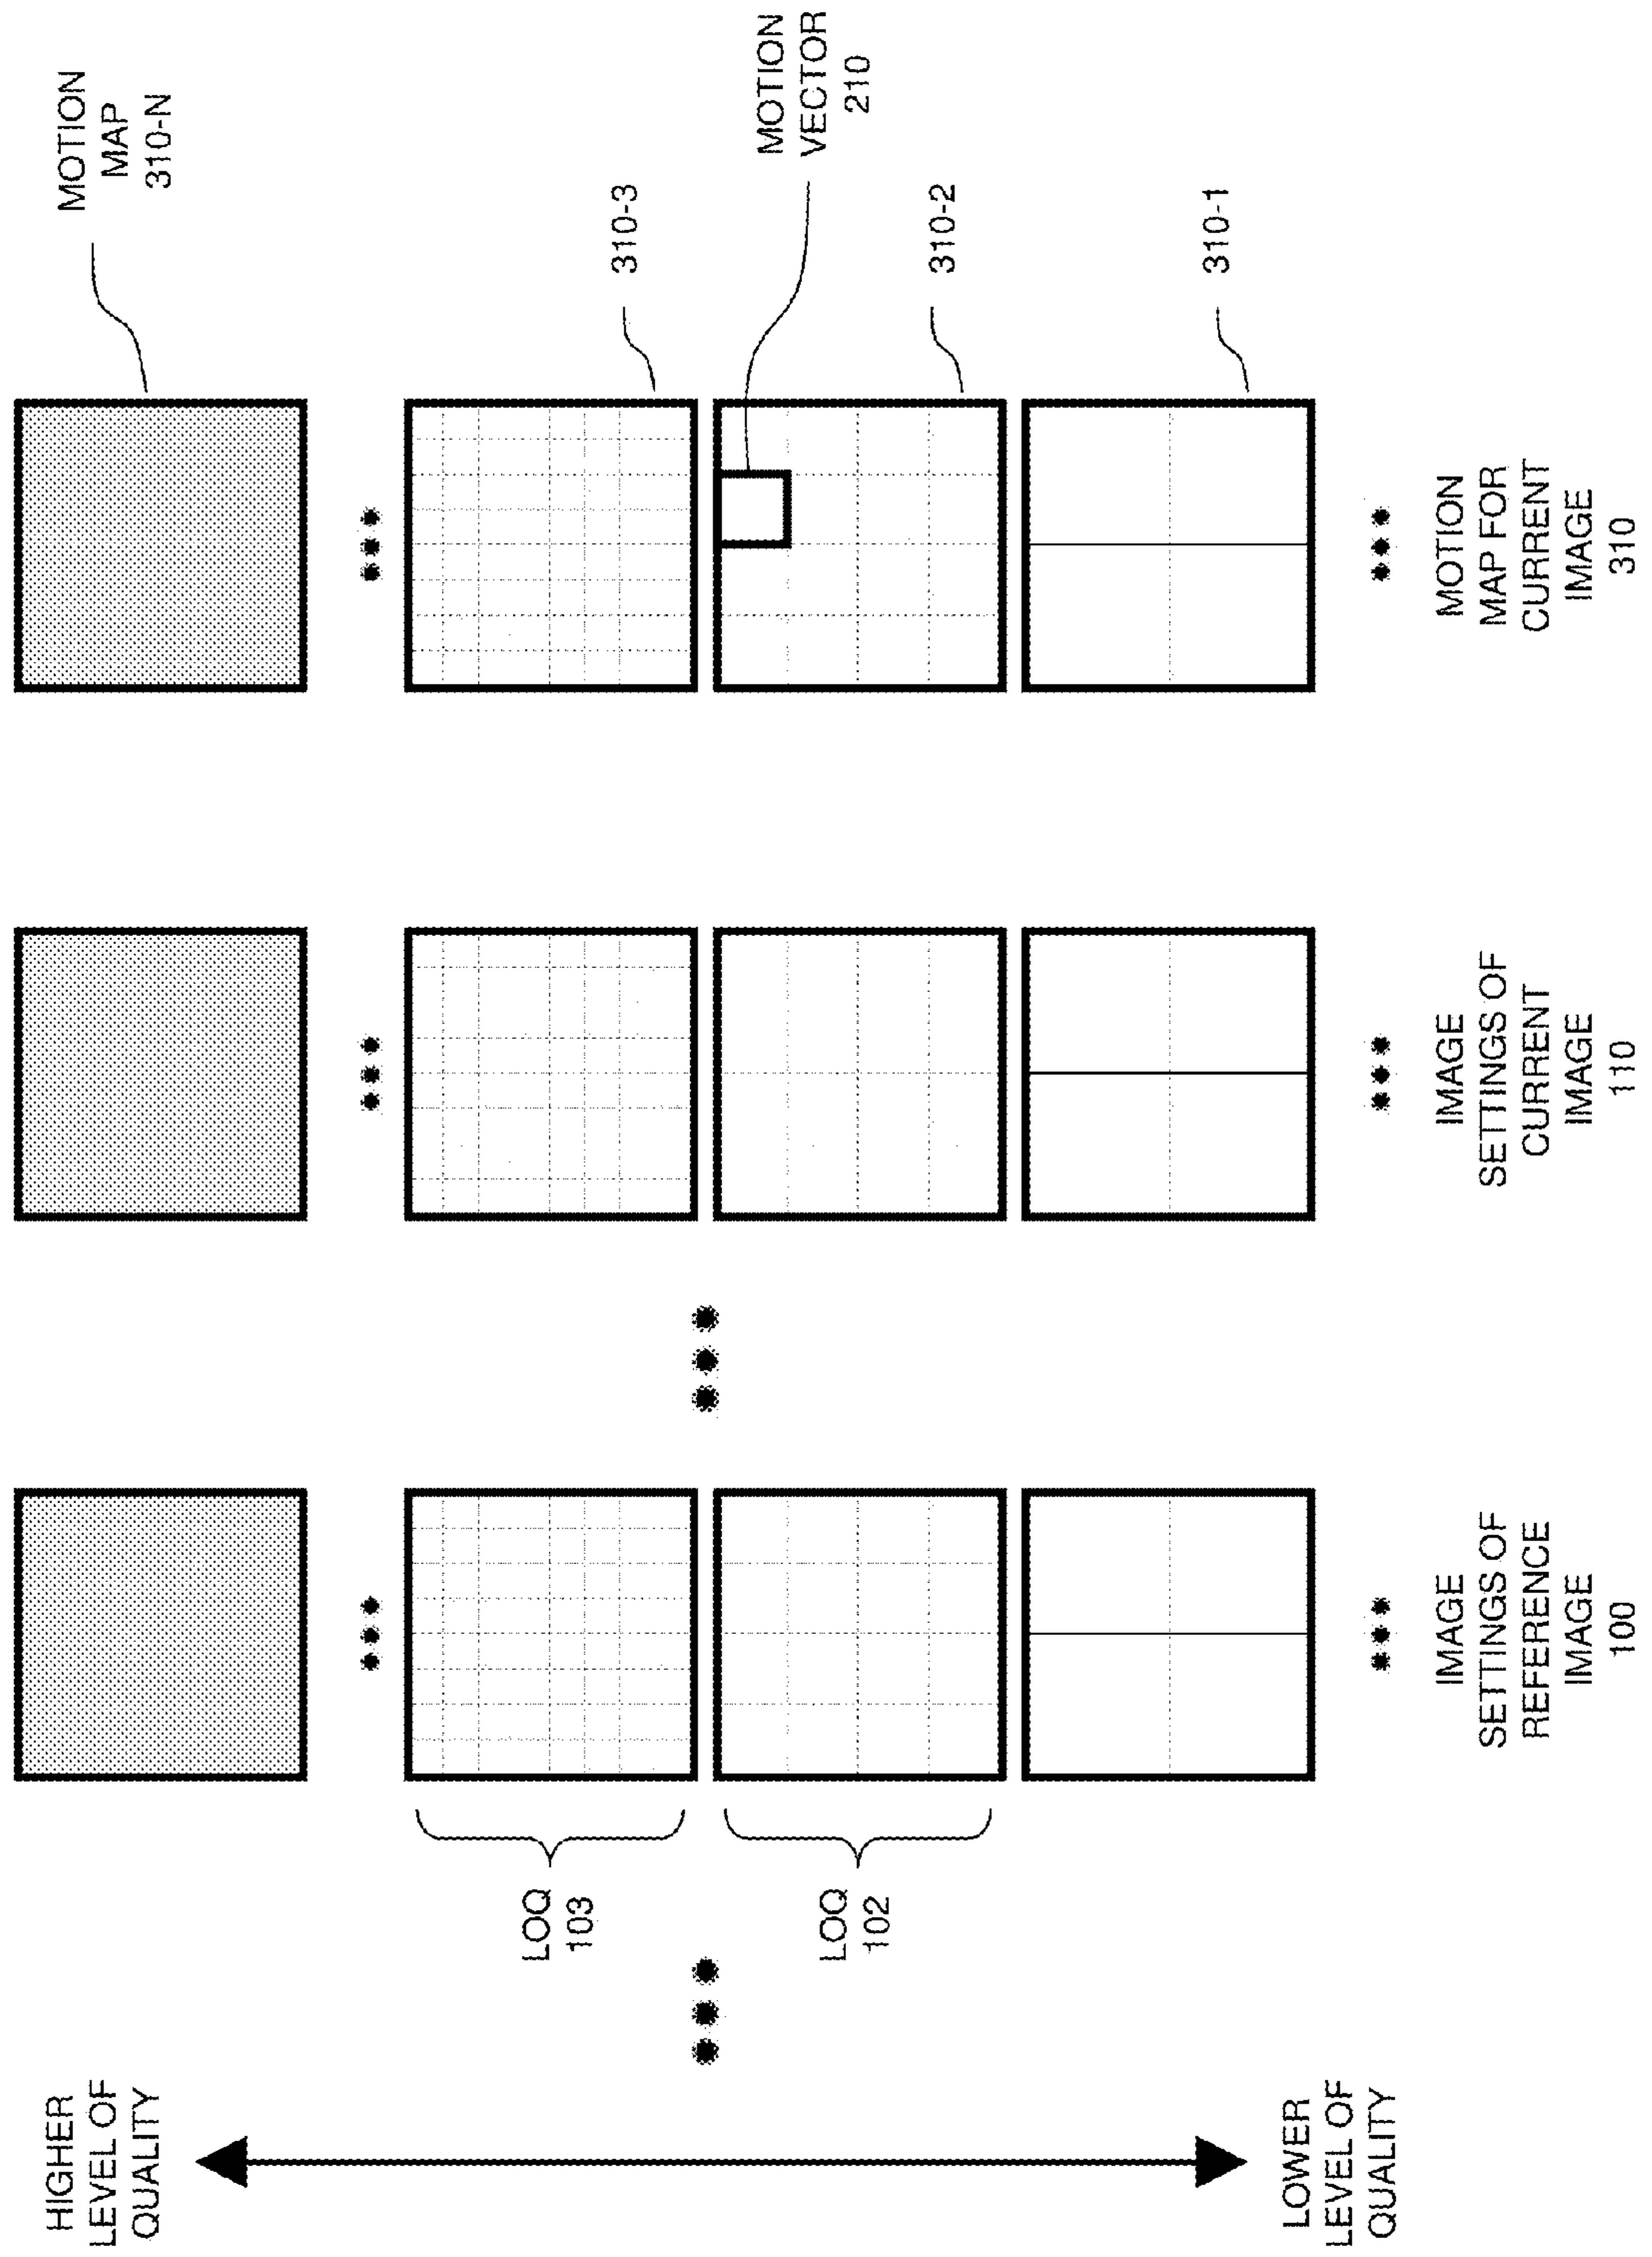 HIGHER
LEVEL OF
QUALITY
LOWER
LEVEL OF
QUALITY
LOQ
103
LOQ
102
IMAGE
SETTINGS OF
REFERENCE
IMAGE
100
IMAGE
SETTINGS OF
CURRENT
IMAGE
110
MOTION
MAP FOR
CURRENT
IMAGE
310
MOTION
MAP
310-N
310-3
MOTION
VECTOR
210
310-2
310-1